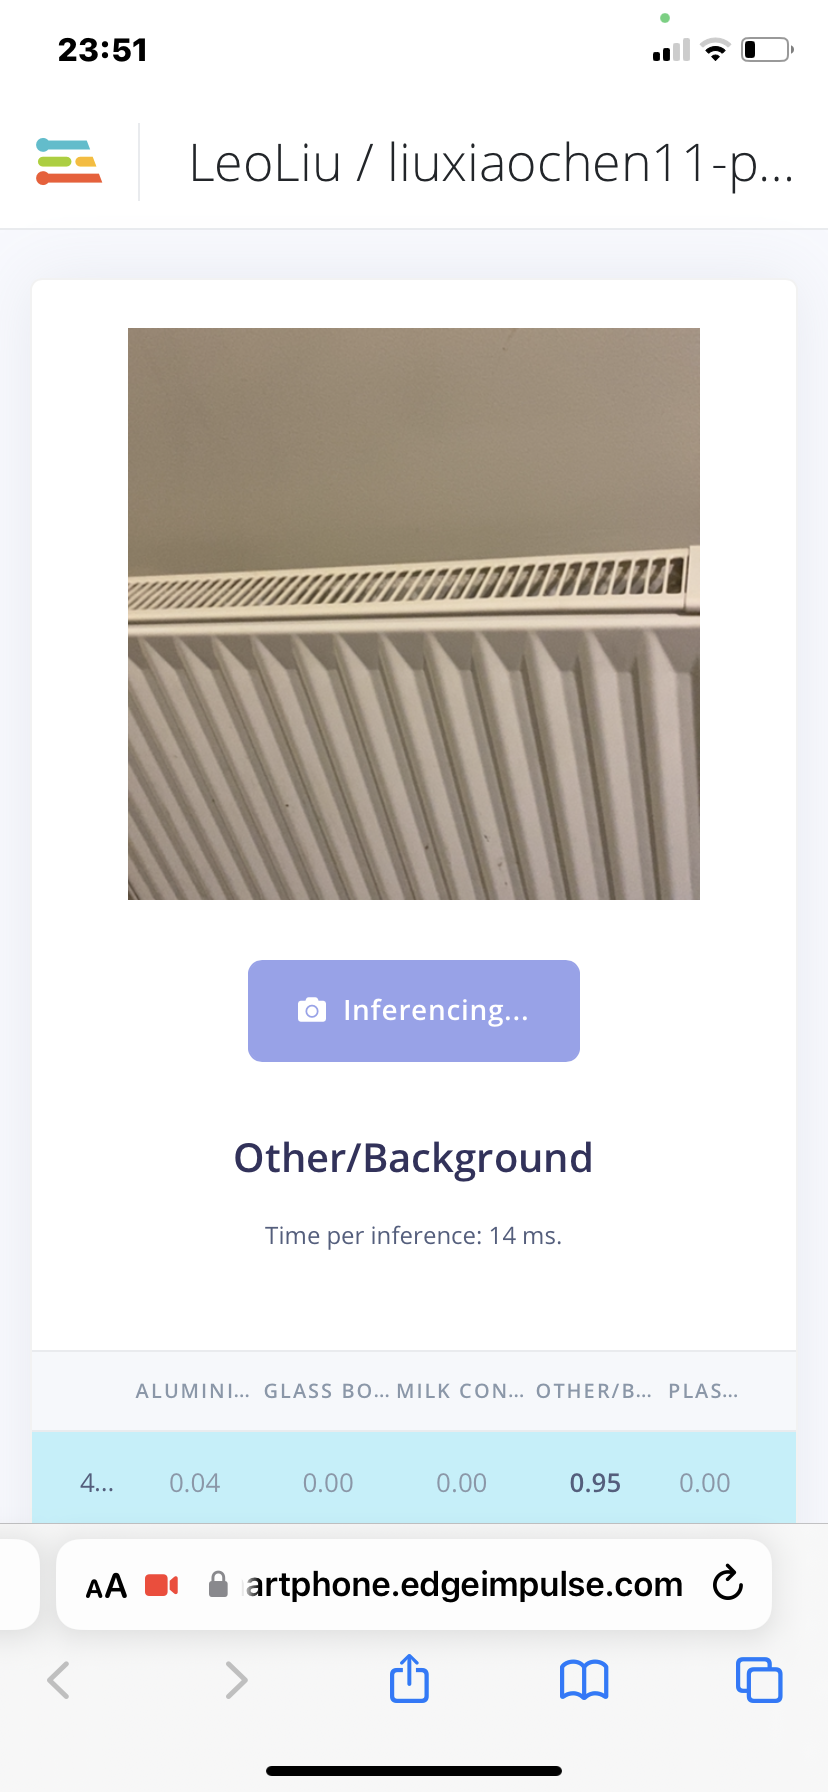 23:51
LeoLiu / liuxiaochen11-p...
Inferencing...
Other/Background
Time per inference: 14 ms.
ALUMINI... GLASS BO... MILK CON... OTHER/B... PLAS...
4... 0.04 0.00 0.00 0.95 0.00
AA artphone.edgeimpulse.com